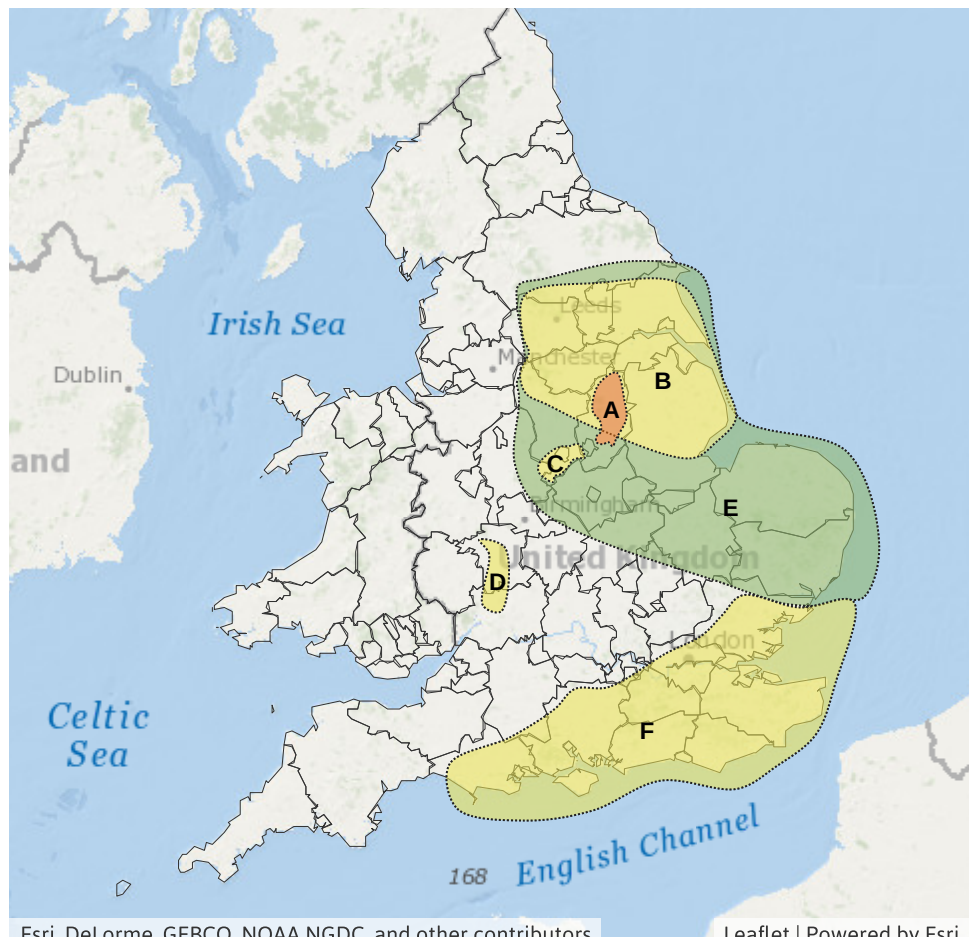 Leeds
Irish Sea
Manchester
Dublin
B
A
and
C
E
Birmingham
United Kingdom
D
London
Celtic
Sea
F
English Channel
168
Esri, DeLorme, GEBCO, NOAA NGDC, and other contributors
Leaflet | Powered by Esri